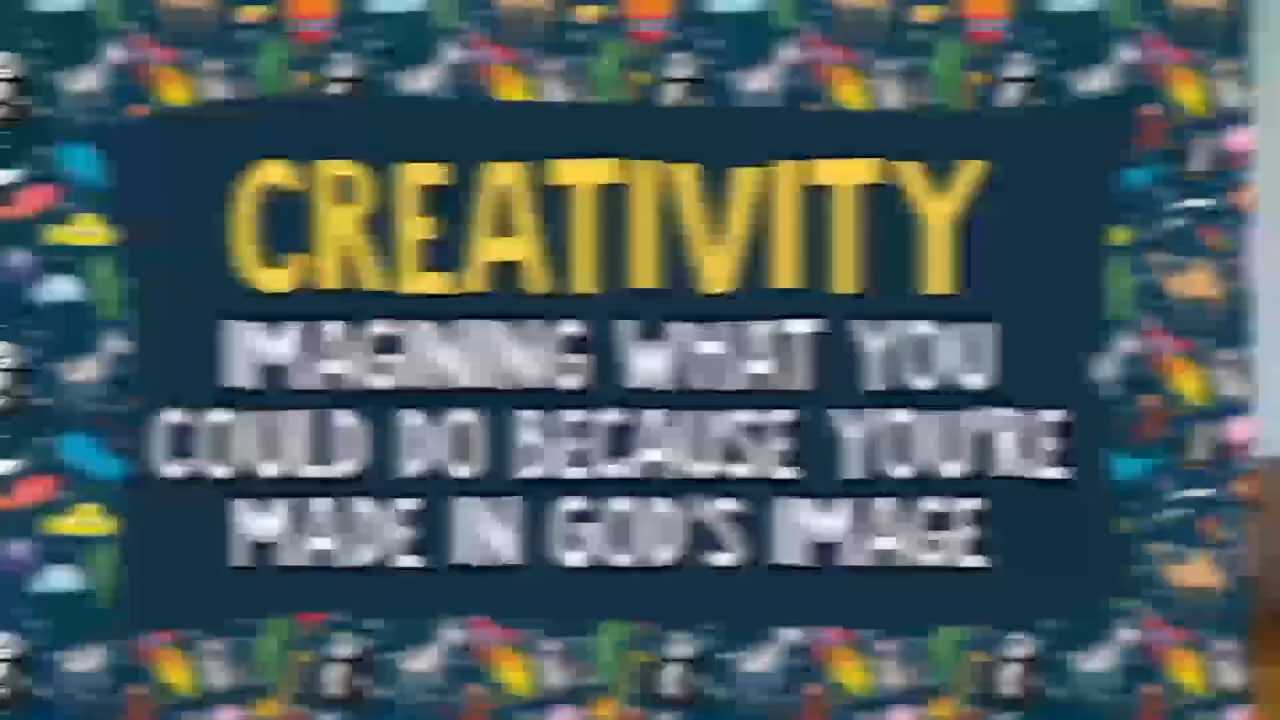 CREATIVITY
IMAGINING WHAT YOU
COULD DO BECAUSE YOU'RE
MADE IN GOD'S IMAGE